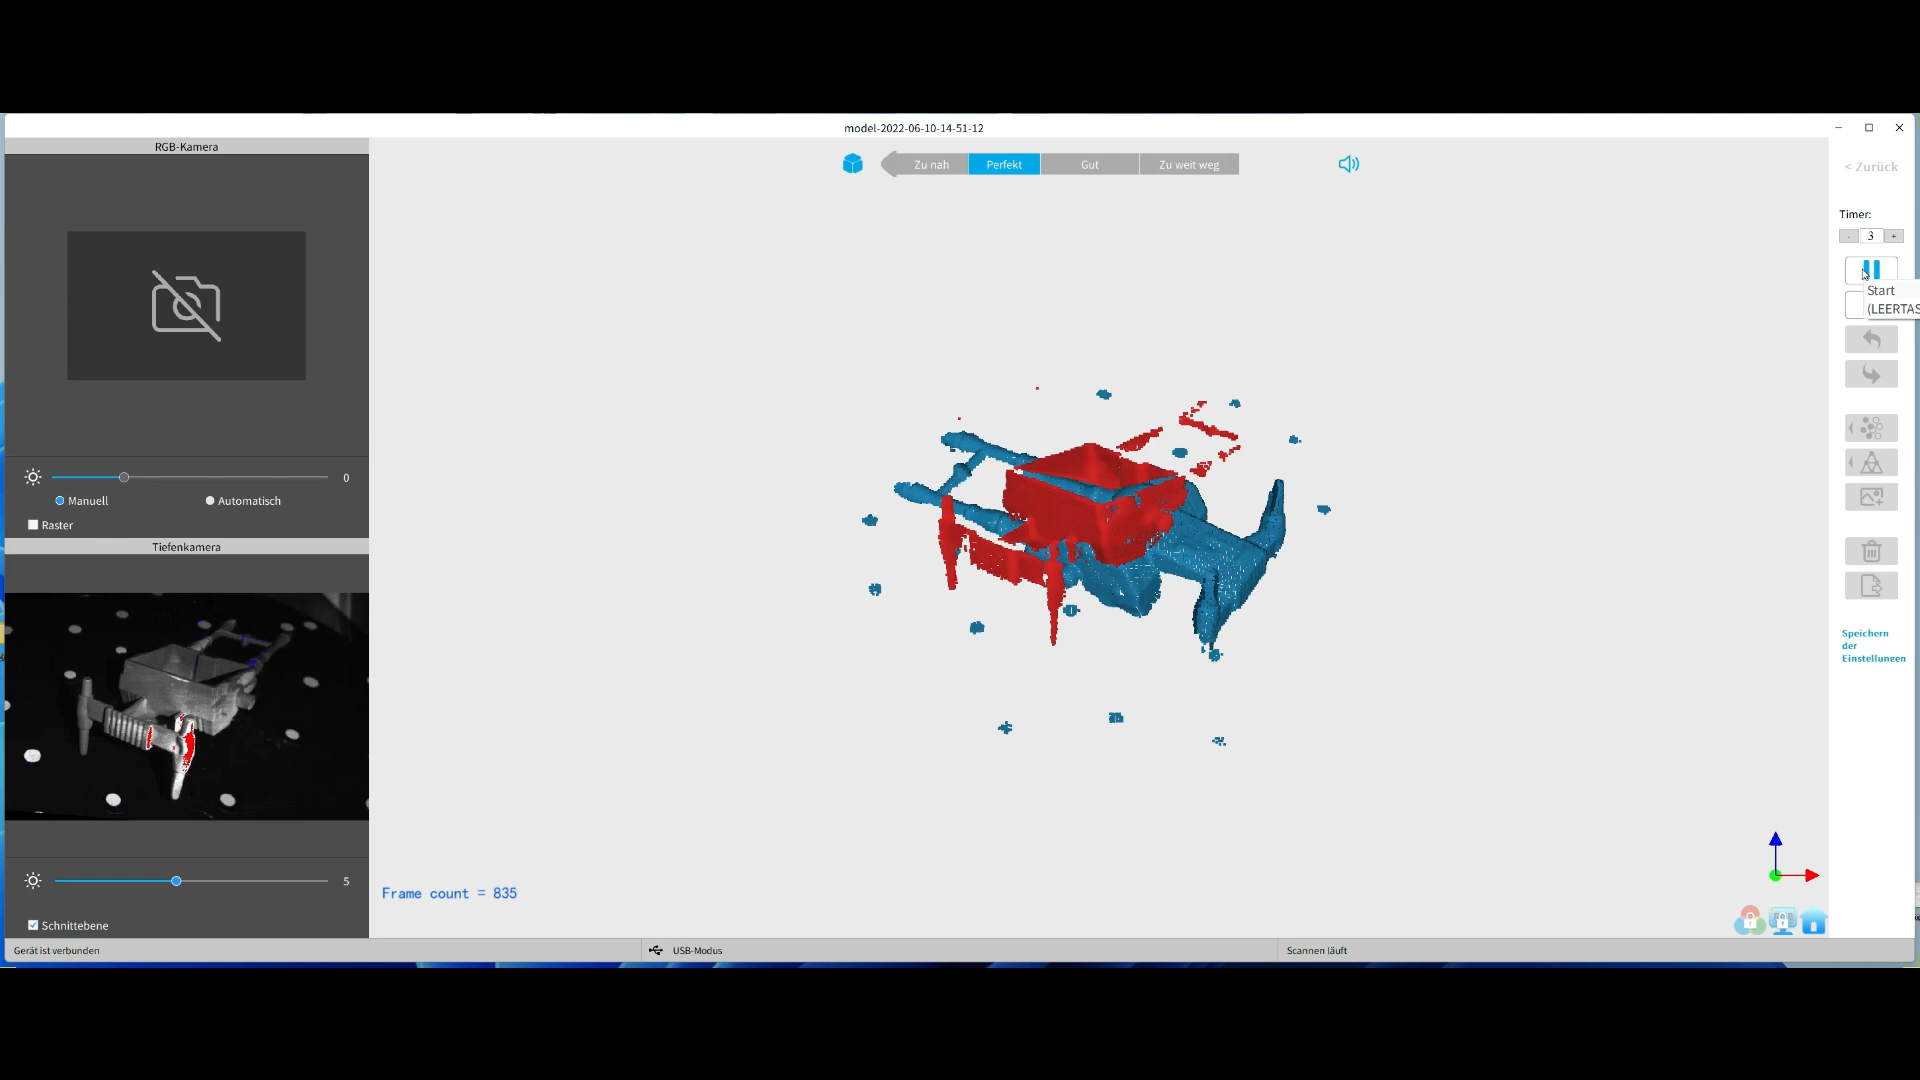 model-2022-06-10-14-51-12
RGB-Kamera
Zu nah
Perfekt
Gut
Zu weit weg
< Zurück
Timer:
- 3 +
Start
(LEERTAS
0
Manuell
Automatisch
Raster
Tiefenkamera
Speichern
der
Einstellungen
5
Frame count = 835
Schnittebene
Gerät ist verbunden
USB-Modus
Scannen läuft